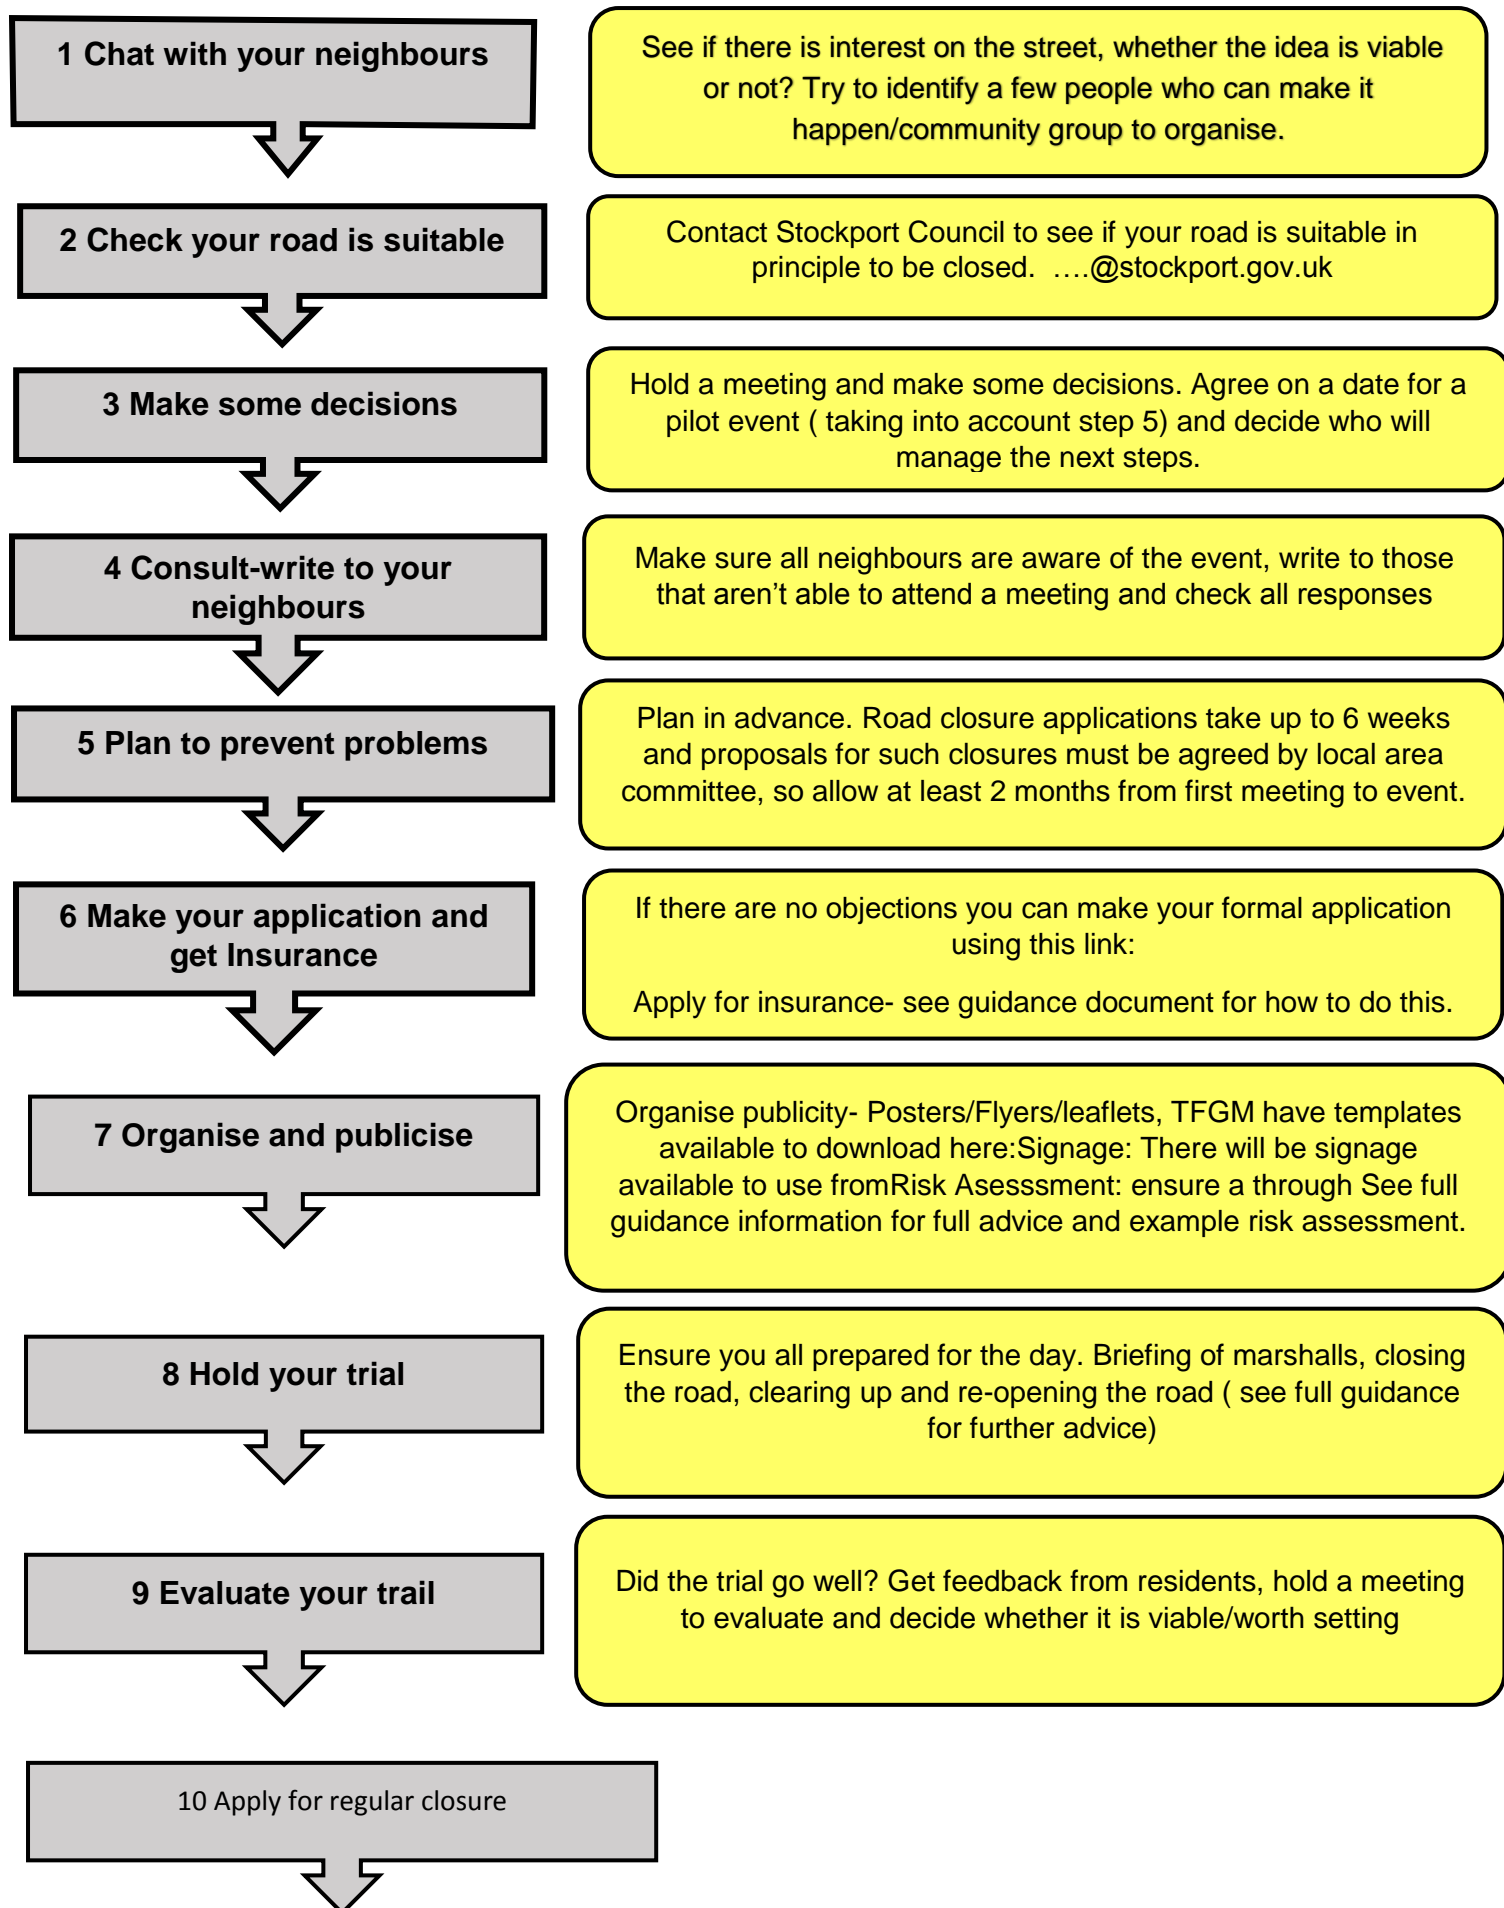 1 Chat with your neighbours
See if there is interest on the street, whether the idea is viable
or not? Try to identify a few people who can make it
happen/community group to organise.
2 Check your road is suitable
Contact Stockport Council to see if your road is suitable in
principle to be closed.  ….@stockport.gov.uk
3 Make some decisions
Hold a meeting and make some decisions. Agree on a date for a
pilot event ( taking into account step 5) and decide who will
manage the next steps.
4 Consult-write to your
neighbours
Make sure all neighbours are aware of the event, write to those
that aren’t able to attend a meeting and check all responses
5 Plan to prevent problems
Plan in advance. Road closure applications take up to 6 weeks
and proposals for such closures must be agreed by local area
committee, so allow at least 2 months from first meeting to event.
6 Make your application and
get Insurance
If there are no objections you can make your formal application
using this link:
Apply for insurance- see guidance document for how to do this.
7 Organise and publicise
Organise publicity- Posters/Flyers/leaflets, TFGM have templates
available to download here:Signage: There will be signage
available to use fromRisk Asesssment: ensure a through See full
guidance information for full advice and example risk assessment.
8 Hold your trial
Ensure you all prepared for the day. Briefing of marshalls, closing
the road, clearing up and re-opening the road ( see full guidance
for further advice)
9 Evaluate your trail
Did the trial go well? Get feedback from residents, hold a meeting
to evaluate and decide whether it is viable/worth setting
10 Apply for regular closure